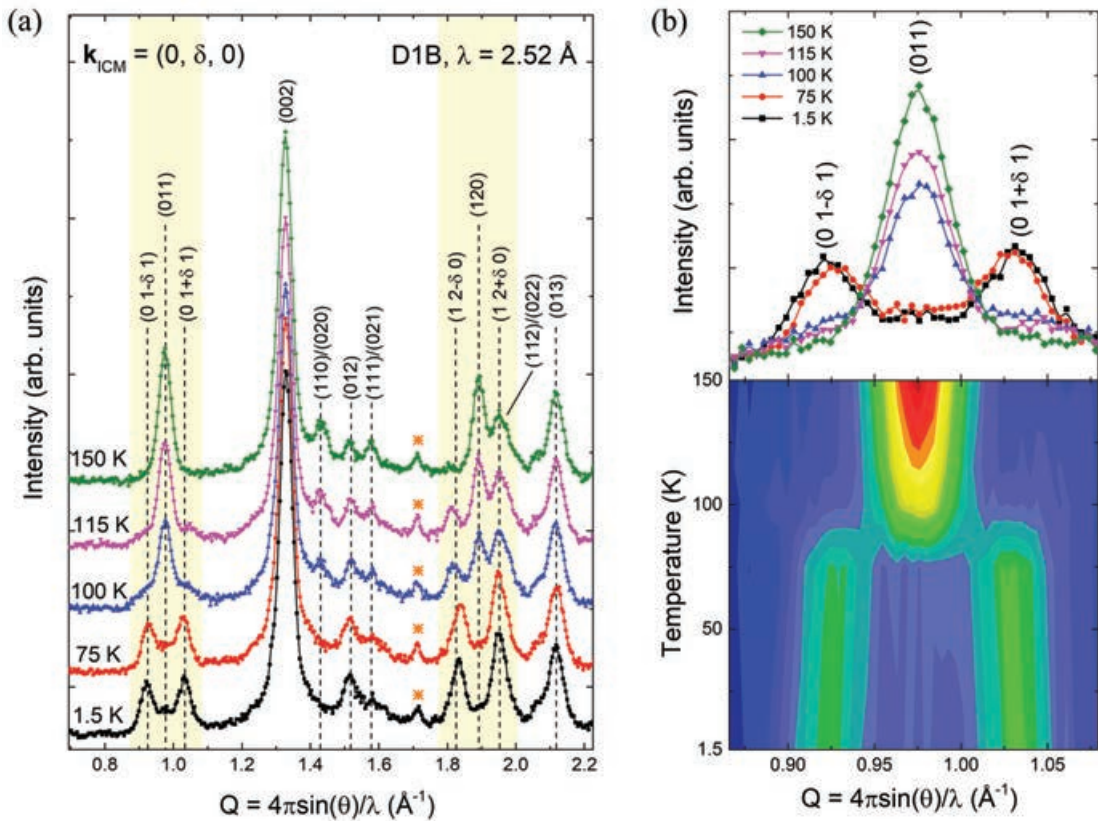 (a)
k_ICM = (0, δ, 0)
D1B, λ = 2.52 Å
(002)
(011)
(0 1-δ 1)
(0 1+δ 1)
(110)/(020)
(012)
(111)/(021)
(120)
(1 2-δ 0)
(1 2+δ 0)
(112)/(022)
(013)
150 K
115 K
100 K
75 K
1.5 K
Intensity (arb. units)
0.8 1.0 1.2 1.4 1.6 1.8 2.0 2.2
Q = 4πsin(θ)/λ (Å⁻¹)
(b)
150 K
115 K
100 K
75 K
1.5 K
(011)
(0 1-δ 1)
(0 1+δ 1)
Intensity (arb. units)
150
100
50
1.5
Temperature (K)
0.90 0.95 1.00 1.05
Q = 4πsin(θ)/λ (Å⁻¹)